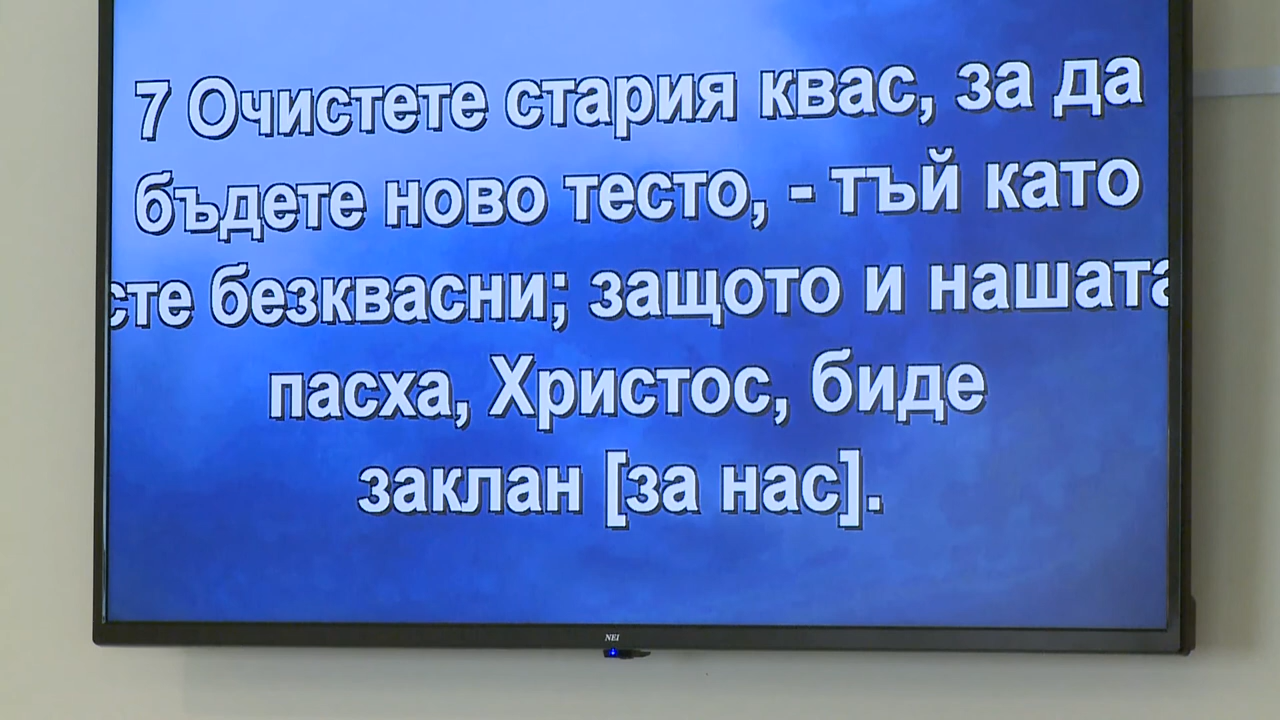 7 Очистете стария квас, за да
бъдете ново тесто, - тъй като
сте безквасни; защото и нашата
пасха, Христос, биде
заклан [за нас].
NEI